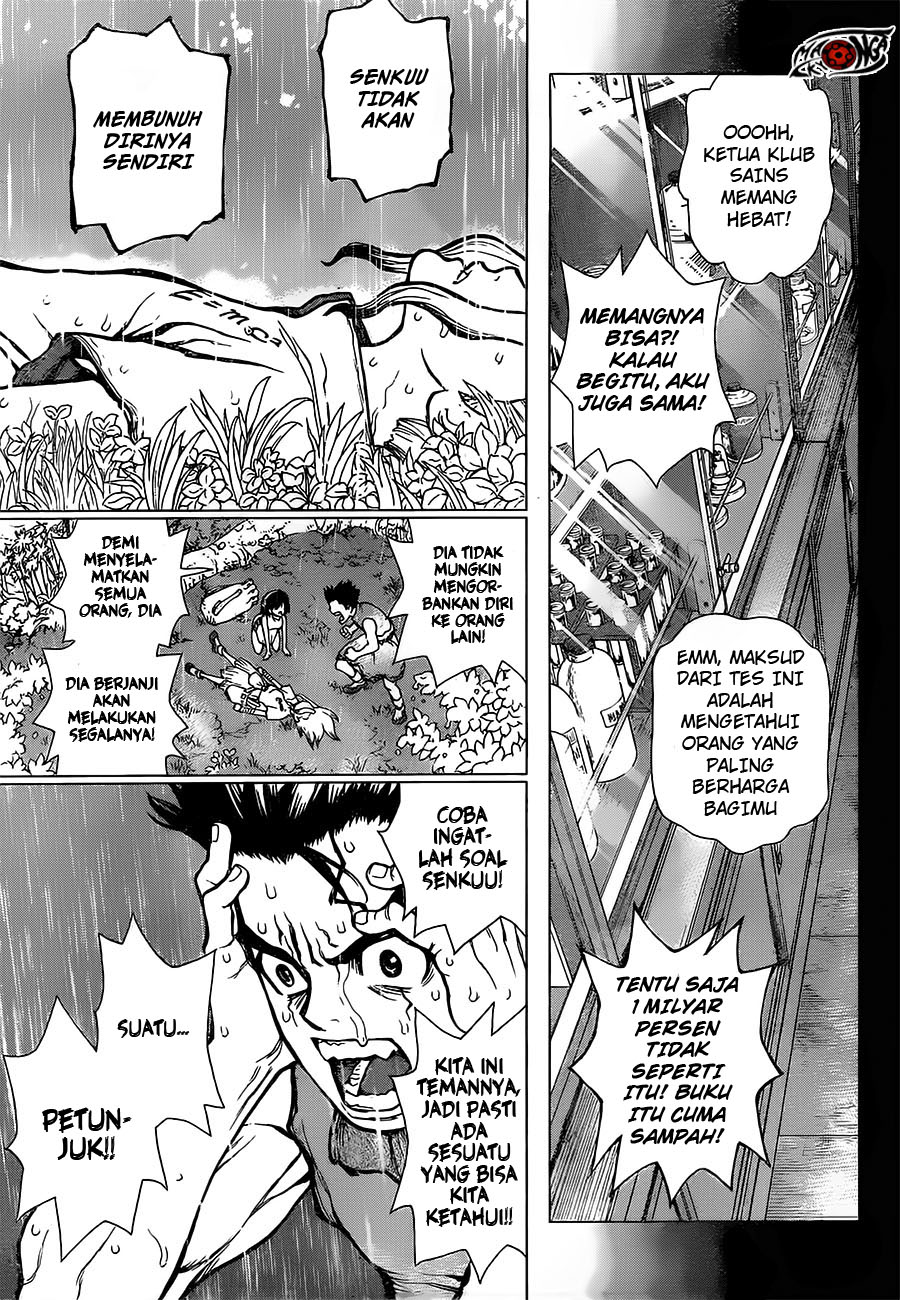 OOOHH,
KETUA KLUB
SAINS
MEMANG
HEBAT!
MEMANGNYA
BISA?!
KALAU
BEGITU, AKU
JUGA SAMA!
EMM, MAKSUD
DARI TES INI
ADALAH
MENGETAHUI
ORANG YANG
PALING
BERHARGA
BAGIMU
TENTU SAJA
1 MILYAR
PERSEN
TIDAK
SEPERTI
ITU! BUKU
ITU CUMA
SAMPAH!
SENKUU
TIDAK
AKAN
MEMBUNUH
DIRINYA
SENDIRI
DIA TIDAK
MUNGKIN
MENGOR-
BANKAN DIRI
KE ORANG
LAIN!
DEMI
MENYELA-
MATKAN
SEMUA
ORANG, DIA
DIA BERJANJI
AKAN
MELAKUKAN
SEGALANYA!
COBA
INGAT-
LAH SOAL
SENKUU!
KITA INI
TEMANNYA,
JADI PASTI
ADA
SESUATU
YANG BISA
KITA
KETAHUI!!
SUATU...
PETUN-
JUK!!